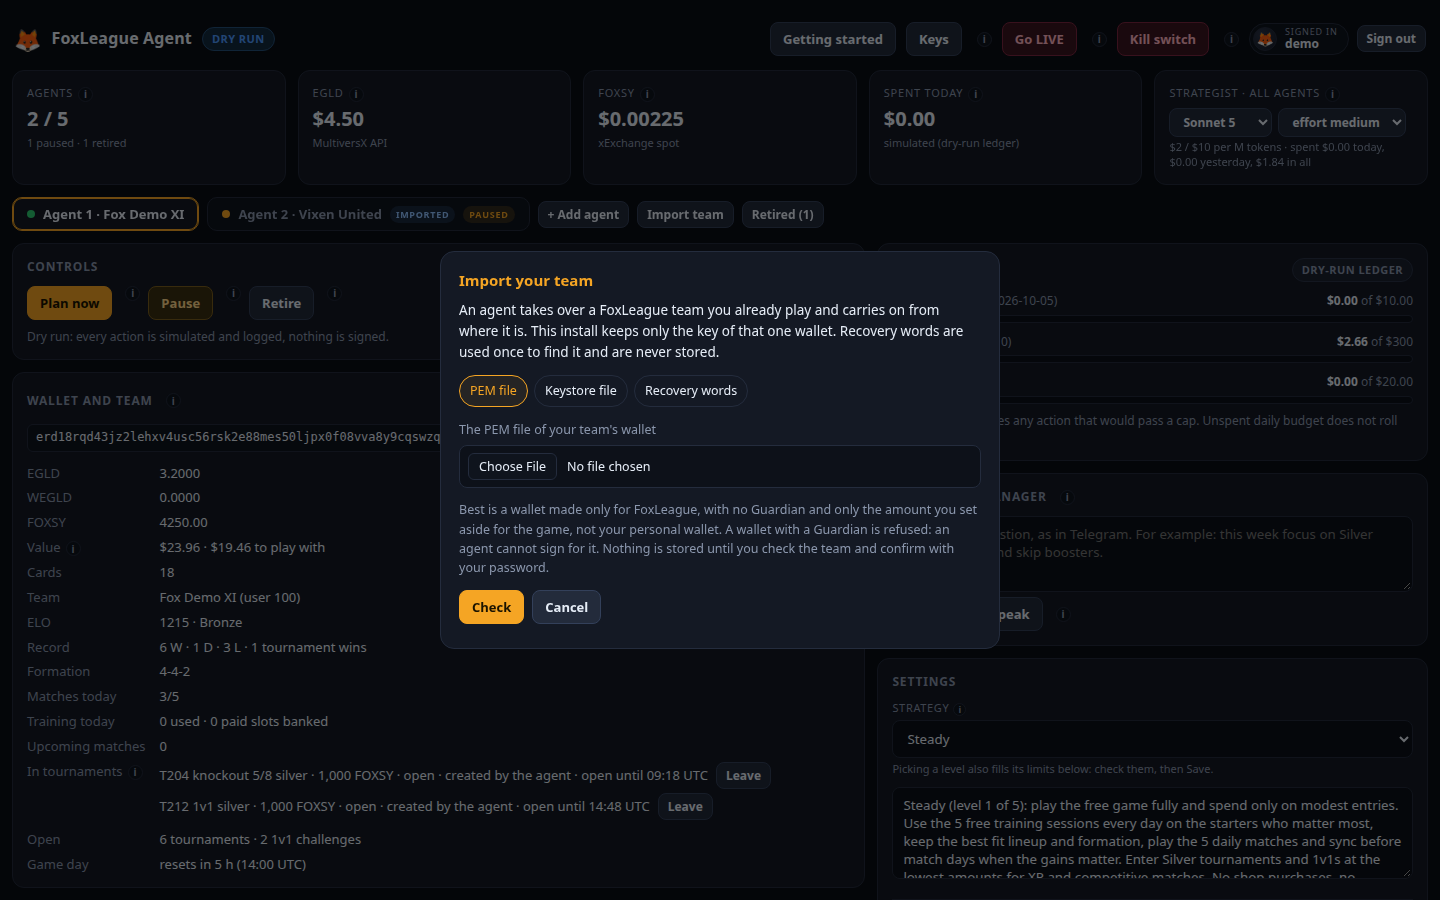 FoxLeague Agent
DRY RUN
Getting started
Keys
i
Go LIVE
i
Kill switch
i
SIGNED IN
demo
Sign out
AGENTS i
2 / 5
1 paused · 1 retired
EGLD i
$4.50
MultiversX API
FOXSY i
$0.00225
xExchange spot
SPENT TODAY i
$0.00
simulated (dry-run ledger)
STRATEGIST · ALL AGENTS i
Sonnet 5
effort medium
$2 / $10 per M tokens · spent $0.00 today,
$0.00 yesterday, $1.84 in all
Agent 1 · Fox Demo XI
Agent 2 · Vixen United IMPORTED PAUSED
+ Add agent
Import team
Retired (1)
CONTROLS
Plan now
i
Pause
i
Retire
i
Dry run: every action is simulated and logged, nothing is signed.
WALLET AND TEAM i
erd18rqd43jz2lehxv4usc56rsk2e88mes50ljpx0f08vva8y9cqswzq
EGLD 3.2000
WEGLD 0.0000
FOXSY 4250.00
Value i $23.96 · $19.46 to play with
Cards 18
Team Fox Demo XI (user 100)
ELO 1215 · Bronze
Record 6 W · 1 D · 3 L · 1 tournament wins
Formation 4-4-2
Matches today 3/5
Training today 0 used · 0 paid slots banked
Upcoming matches 0
In tournaments i T204 knockout 5/8 silver · 1,000 FOXSY · open · created by the agent · open until 09:18 UTC Leave
T212 1v1 silver · 1,000 FOXSY · open · created by the agent · open until 14:48 UTC Leave
Open 6 tournaments · 2 1v1 challenges
Game day resets in 5 h (14:00 UTC)
Import your team
An agent takes over a FoxLeague team you already play and carries on from
where it is. This install keeps only the key of that one wallet. Recovery words are
used once to find it and are never stored.
PEM file
Keystore file
Recovery words
The PEM file of your team's wallet
Choose File No file chosen
Best is a wallet made only for FoxLeague, with no Guardian and only the amount you set
aside for the game, not your personal wallet. A wallet with a Guardian is refused: an
agent cannot sign for it. Nothing is stored until you check the team and confirm with
your password.
Check
Cancel
DRY-RUN LEDGER
026-10-05) $0.00 of $10.00
0) $2.66 of $300
$0.00 of $20.00
es any action that would pass a cap. Unspent daily budget does not roll
NAGER i
stion, as in Telegram. For example: this week focus on Silver
nd skip boosters.
peak
i
SETTINGS
STRATEGY i
Steady
Picking a level also fills its limits below: check them, then Save.
Steady (level 1 of 5): play the free game fully and spend only on modest entries.
Use the 5 free training sessions every day on the starters who matter most,
keep the best fit lineup and formation, play the 5 daily matches and sync before
match days when the gains matter. Enter Silver tournaments and 1v1s at the
lowest amounts for XP and competitive matches. No shop purchases, no